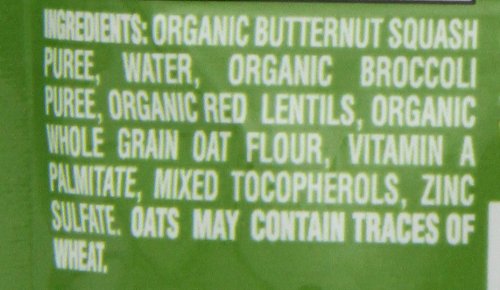 INGREDIENTS: ORGANIC BUTTERNUT SQUASH
PUREE, WATER, ORGANIC BROCCOLI
PUREE, ORGANIC RED LENTILS, ORGANIC
WHOLE GRAIN OAT FLOUR, VITAMIN A
PALMITATE, MIXED TOCOPHEROLS, ZINC
SULFATE. OATS MAY CONTAIN TRACES OF
WHEAT.